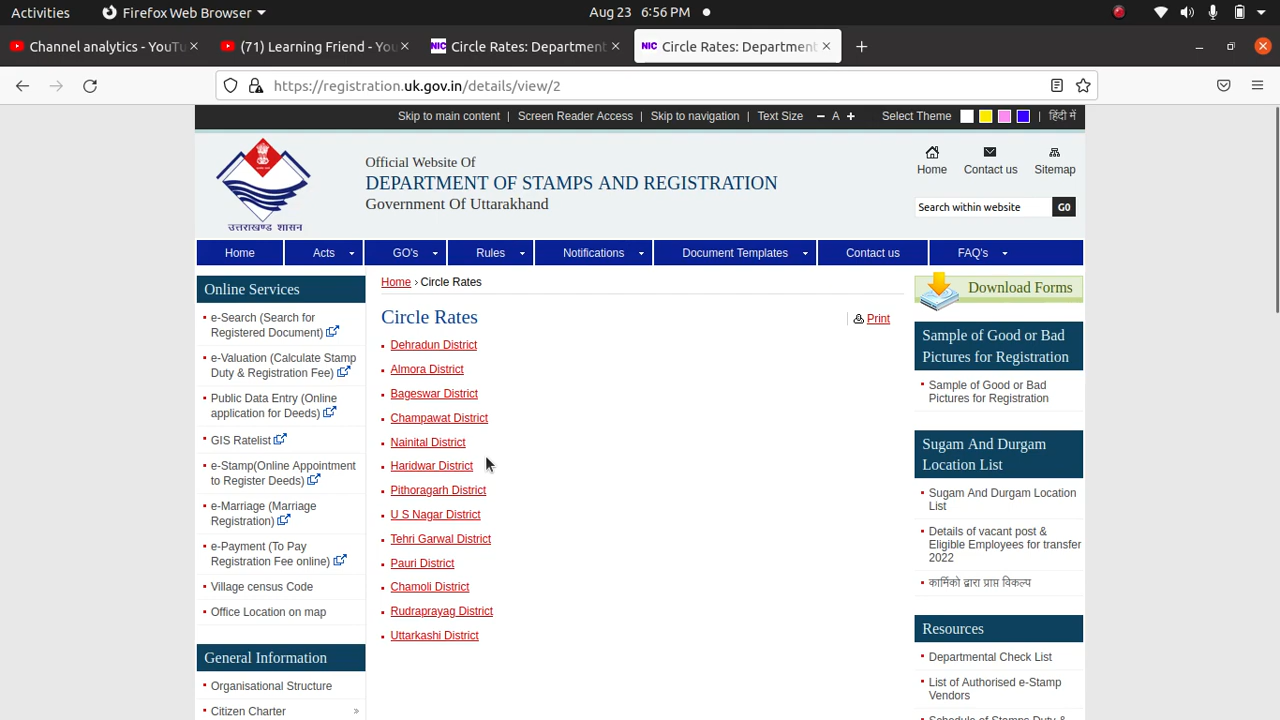 Activities
Firefox Web Browser
Aug 23 6:56 PM
Channel analytics - YouTu
(71) Learning Friend - You
NIC Circle Rates: Department
NIC Circle Rates: Department
https://registration.uk.gov.in/details/view/2
Skip to main content | Screen Reader Access | Skip to navigation | Text Size A Select Theme | हिंदी में
Official Website Of
DEPARTMENT OF STAMPS AND REGISTRATION
Government Of Uttarakhand
उत्तराखण्ड शासन
Home
Contact us
Sitemap
Search within website
GO
Home
Acts
GO's
Rules
Notifications
Document Templates
Contact us
FAQ's
Online Services
e-Search (Search for
Registered Document)
e-Valuation (Calculate Stamp
Duty & Registration Fee)
Public Data Entry (Online
application for Deeds)
GIS Ratelist
e-Stamp(Online Appointment
to Register Deeds)
e-Marriage (Marriage
Registration)
e-Payment (To Pay
Registration Fee online)
Village census Code
Office Location on map
General Information
Organisational Structure
Citizen Charter »
Home › Circle Rates
Circle Rates
Print
Dehradun District
Almora District
Bageswar District
Champawat District
Nainital District
Haridwar District
Pithoragarh District
U S Nagar District
Tehri Garwal District
Pauri District
Chamoli District
Rudraprayag District
Uttarkashi District
Download Forms
Sample of Good or Bad
Pictures for Registration
Sample of Good or Bad
Pictures for Registration
Sugam And Durgam
Location List
Sugam And Durgam Location
List
Details of vacant post &
Eligible Employees for transfer
2022
कार्मिको द्वारा प्राप्त विकल्प
Resources
Departmental Check List
List of Authorised e-Stamp
Vendors
Schedule of Stamps Duty &